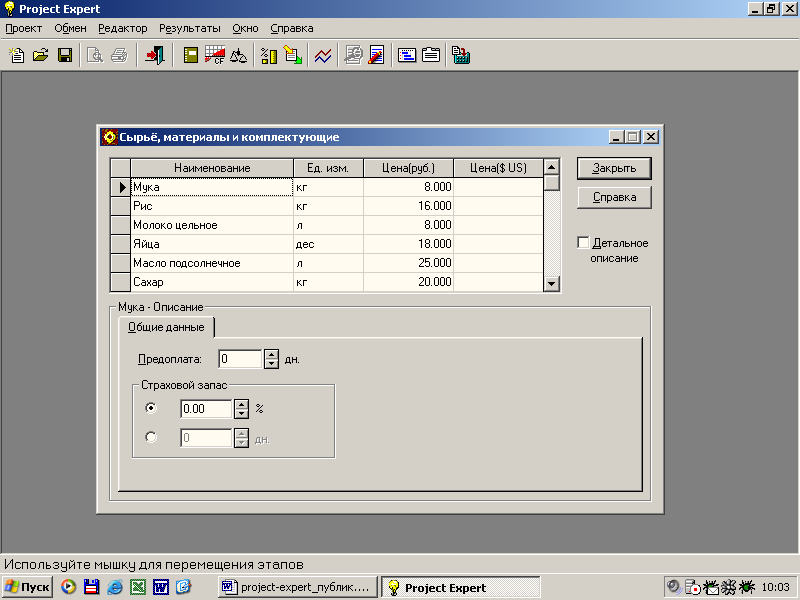 Project Expert
Проект Обмен Редактор Результаты Окно Справка
CF
Сырьё, материалы и комплектующие
Наименование Ед. изм. Цена(руб.) Цена($ US)
Мука кг 8.000
Рис кг 16.000
Молоко цельное л 8.000
Яйца дес 18.000
Масло подсолнечное л 25.000
Сахар кг 20.000
Закрыть
Справка
Детальное
описание
Мука - Описание
Общие данные
Предоплата: 0 дн.
Страховой запас
0.00 %
0 дн.
Используйте мышку для перемещения этапов
Пуск project-expert_публик.... Project Expert 10:03